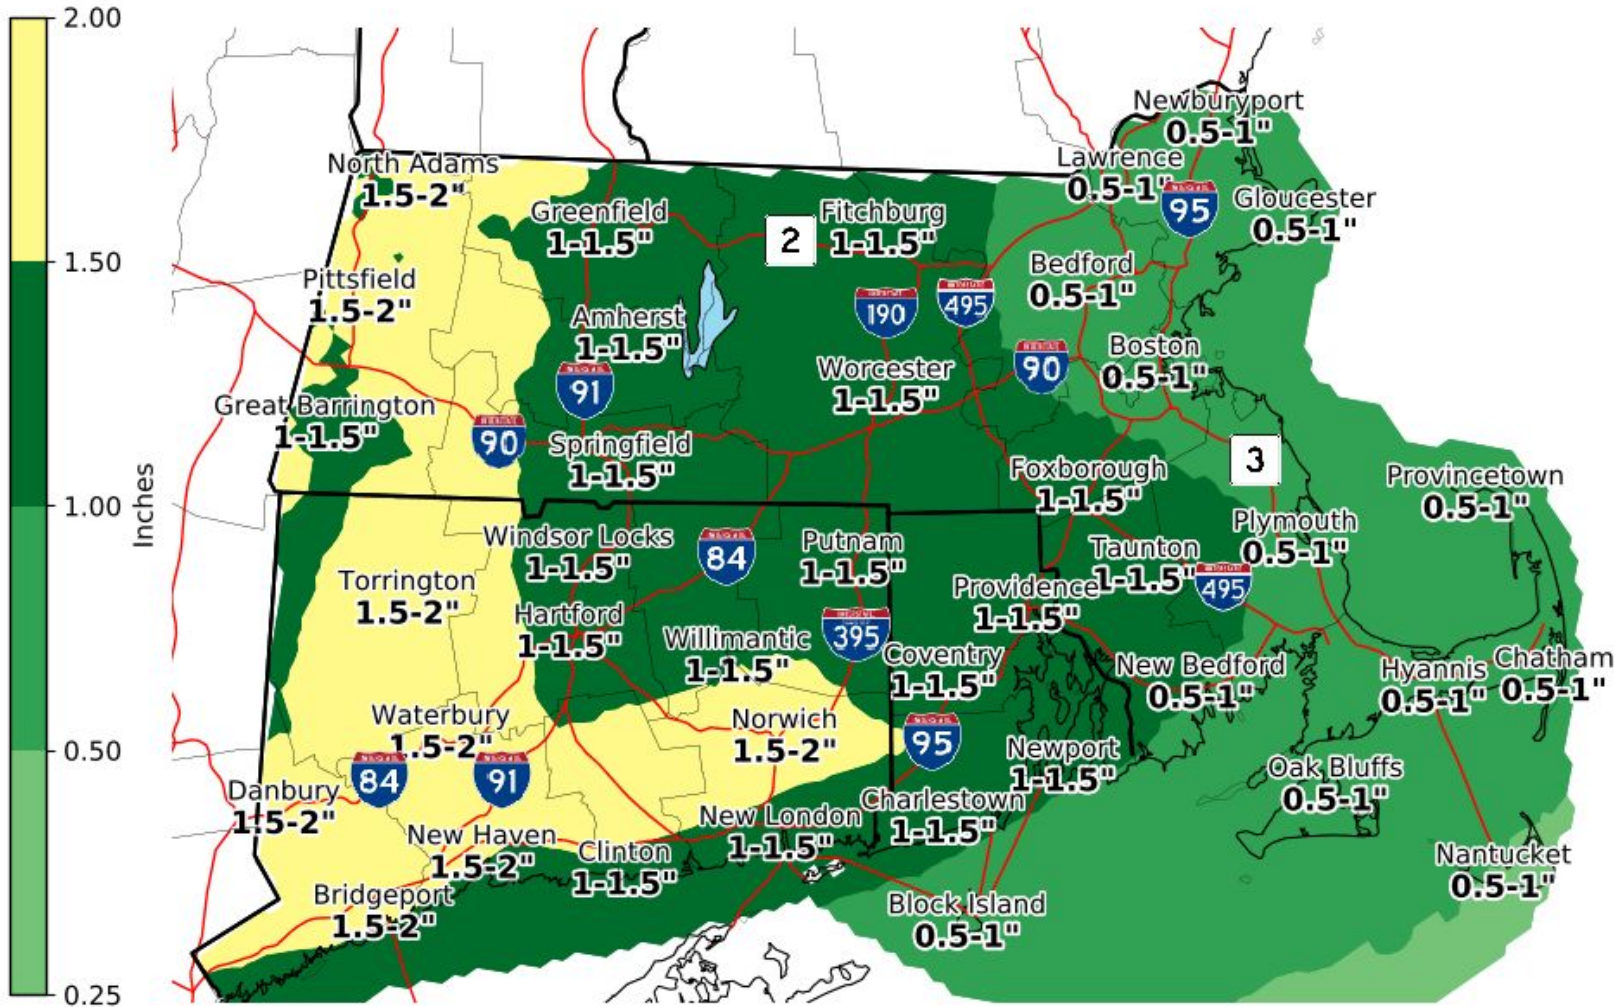 2.00
1.50
1.00
0.50
0.25
Inches
Newburyport
0.5-1"
North Adams
1.5-2"
Lawrence
0.5-1"
95
Gloucester
0.5-1"
Greenfield
1-1.5"
2
Fitchburg
1-1.5"
Pittsfield
1.5-2"
Bedford
0.5-1"
190
495
Amherst
1-1.5"
Boston
0.5-1"
90
91
Worcester
1-1.5"
Great Barrington
1-1.5"
90
Springfield
1-1.5"
3
Foxborough
1-1.5"
Provincetown
0.5-1"
Windsor Locks
1-1.5"
84
Putnam
1-1.5"
Plymouth
0.5-1"
Taunton
1-1.5"
495
Torrington
1.5-2"
Providence
1-1.5"
Hartford
1-1.5"
Willimantic
1-1.5"
395
Coventry
1-1.5"
New Bedford
0.5-1"
Hyannis
0.5-1"
Chatham
0.5-1"
Waterbury
1.5-2"
Norwich
1.5-2"
95
Newport
1-1.5"
84
91
Oak Bluffs
0.5-1"
Danbury
1.5-2"
New Haven
1.5-2"
Clinton
1-1.5"
New London
1-1.5"
Charlestown
1-1.5"
Nantucket
0.5-1"
Bridgeport
1.5-2"
Block Island
0.5-1"